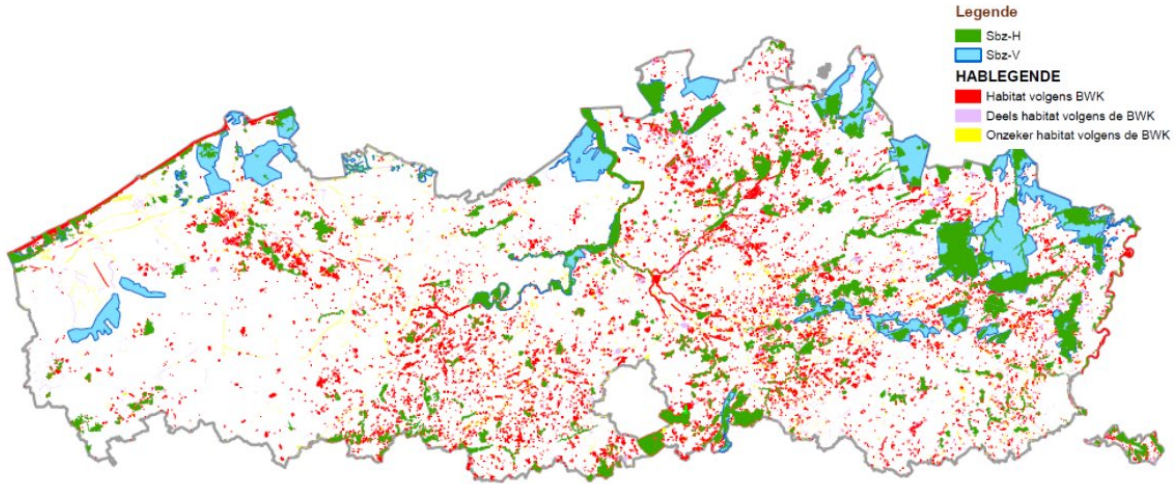 Legende
Sbz-H
Sbz-V
HABLEGENDE
Habitat volgens BWK
Deels habitat volgens de BWK
Onzeker habitat volgens de BWK